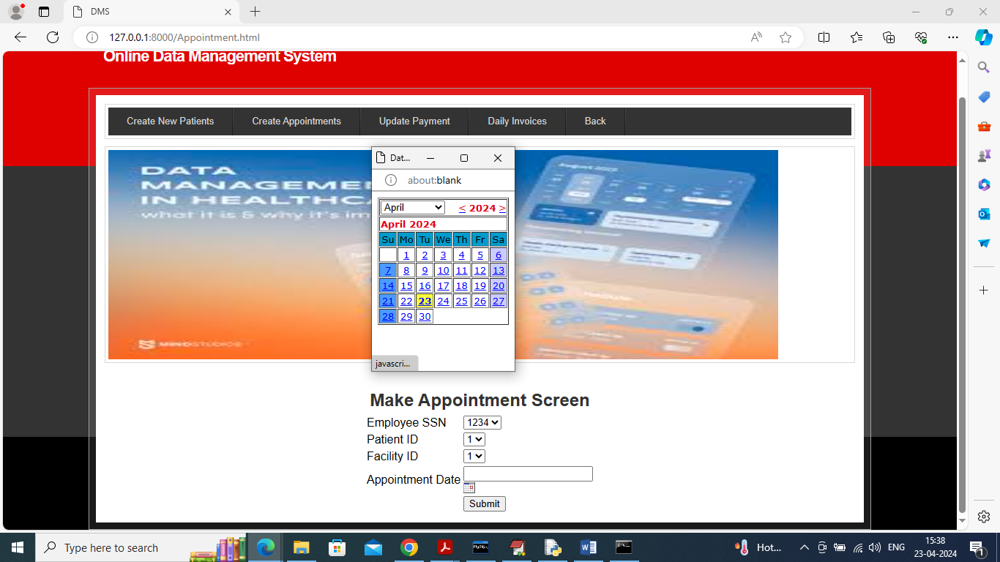 DMS
127.0.0.1:8000/Appointment.html
Online Data Management System
Create New Patients Create Appointments Update Payment Daily Invoices Back
DATA
MANAGEME
IN HEALTHCA
what it is & why it's im
August 2022
MINDSTUDIOS
Dat...
about:blank
April < 2024 >
April 2024
Su Mo Tu We Th Fr Sa
1 2 3 4 5 6
7 8 9 10 11 12 13
14 15 16 17 18 19 20
21 22 23 24 25 26 27
28 29 30
javascri...
Make Appointment Screen
Employee SSN 1234
Patient ID 1
Facility ID 1
Appointment Date
Submit
Type here to search
Hot...
ENG
15:38
23-04-2024
1